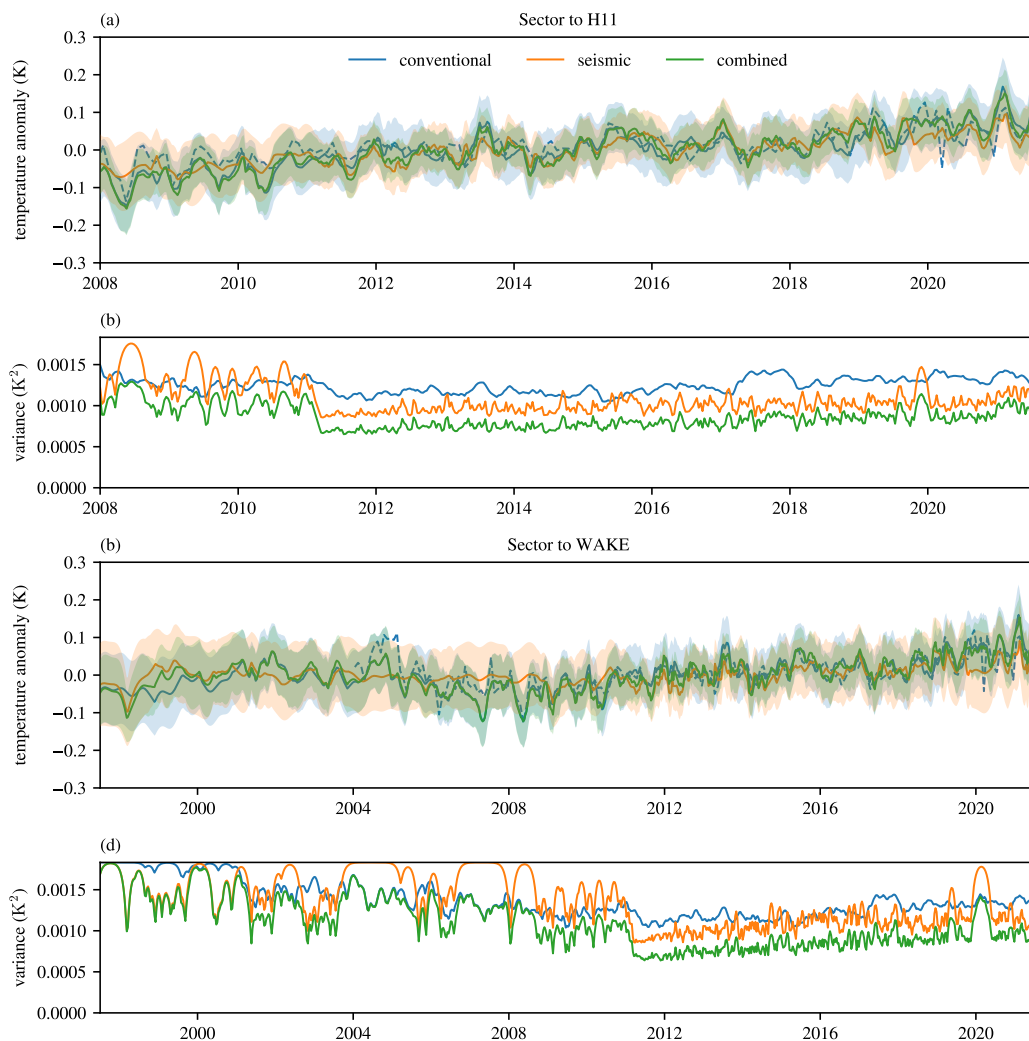 (a)
Sector to H11
conventional seismic combined
temperature anomaly (K)
0.3
0.2
0.1
0.0
−0.1
−0.2
−0.3
2008 2010 2012 2014 2016 2018 2020
(b)
variance (K²)
0.0015
0.0010
0.0005
0.0000
2008 2010 2012 2014 2016 2018 2020
(b)
Sector to WAKE
temperature anomaly (K)
0.3
0.2
0.1
0.0
−0.1
−0.2
−0.3
2000 2004 2008 2012 2016 2020
(d)
variance (K²)
0.0015
0.0010
0.0005
0.0000
2000 2004 2008 2012 2016 2020